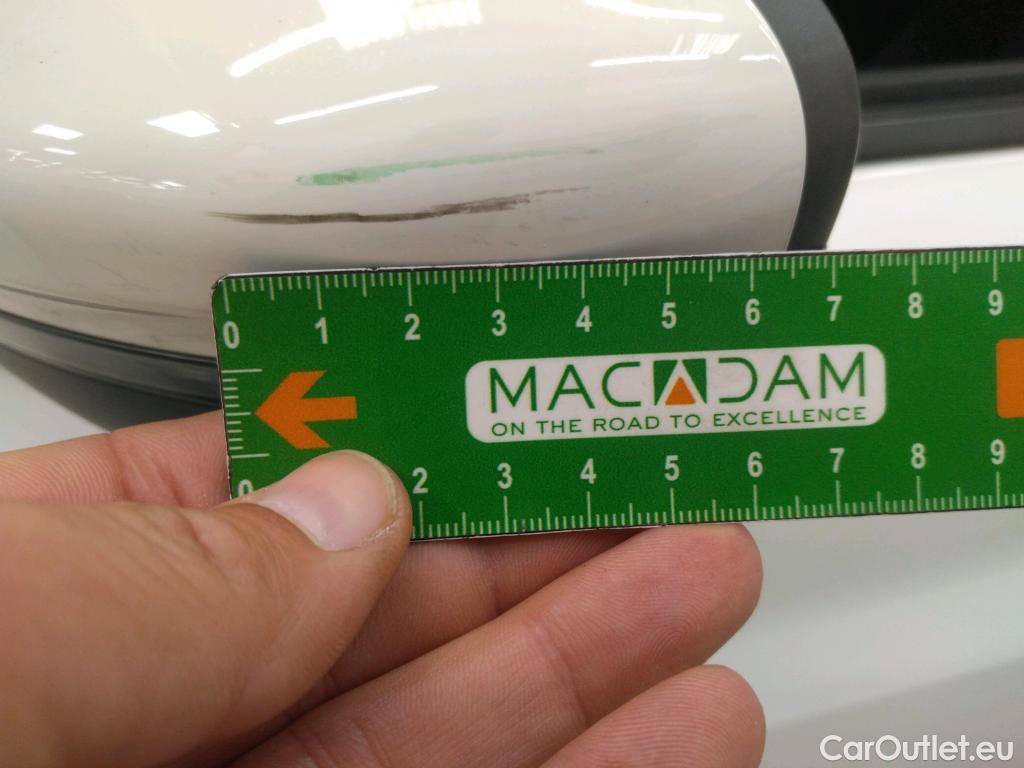 0 1 2 3 4 5 6 7 8 9
MACADAM
ON THE ROAD TO EXCELLENCE
0 2 3 4 5 6 7 8 9
CarOutlet.eu